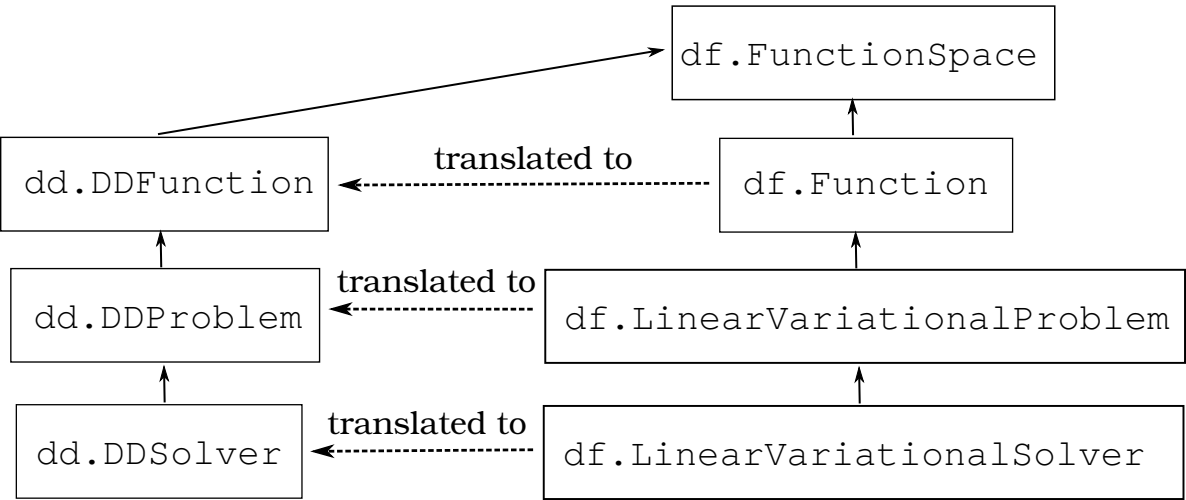 df.FunctionSpace
translated to
dd.DDFunction
df.Function
translated to
dd.DDProblem
df.LinearVariationalProblem
translated to
dd.DDSolver
df.LinearVariationalSolver